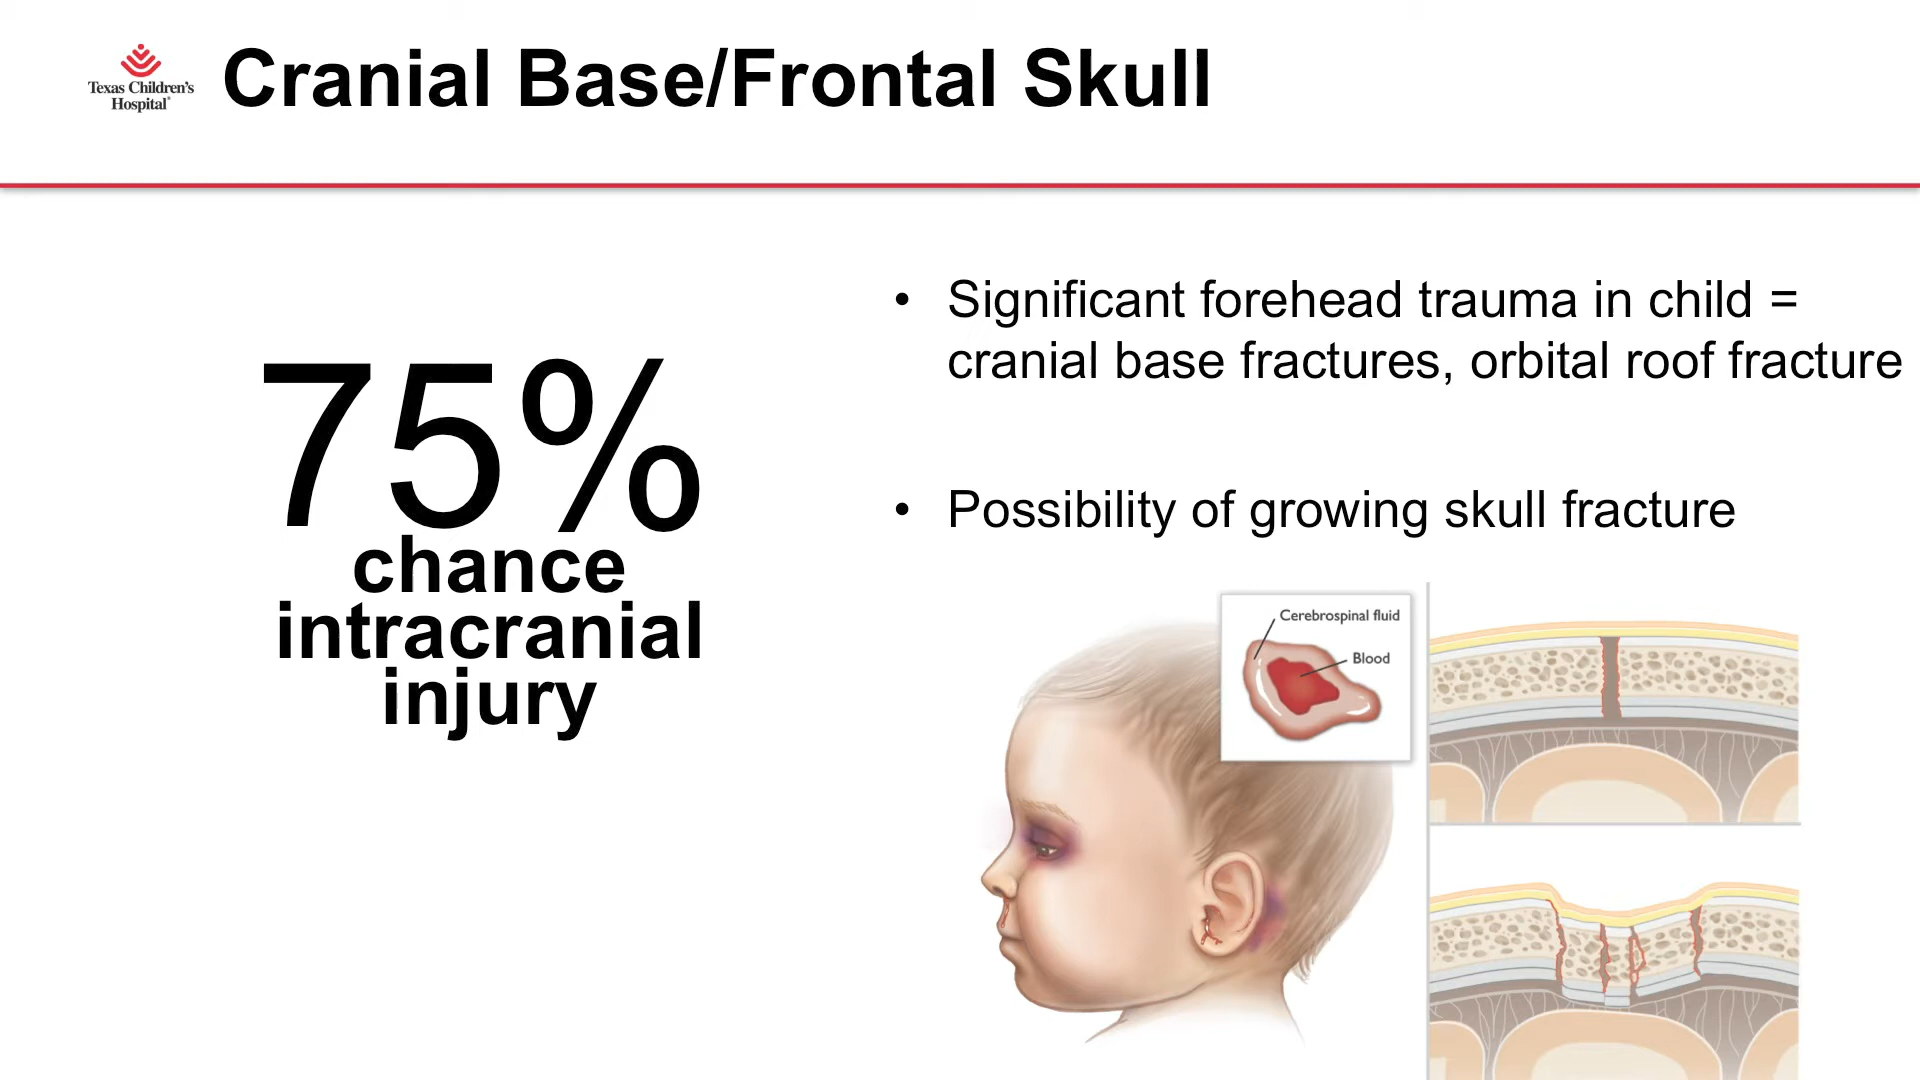 Texas Children's
Hospital®
Cranial Base/Frontal Skull
75%
chance
intracranial
injury
• Significant forehead trauma in child =
cranial base fractures, orbital roof fracture
• Possibility of growing skull fracture
Cerebrospinal fluid
Blood